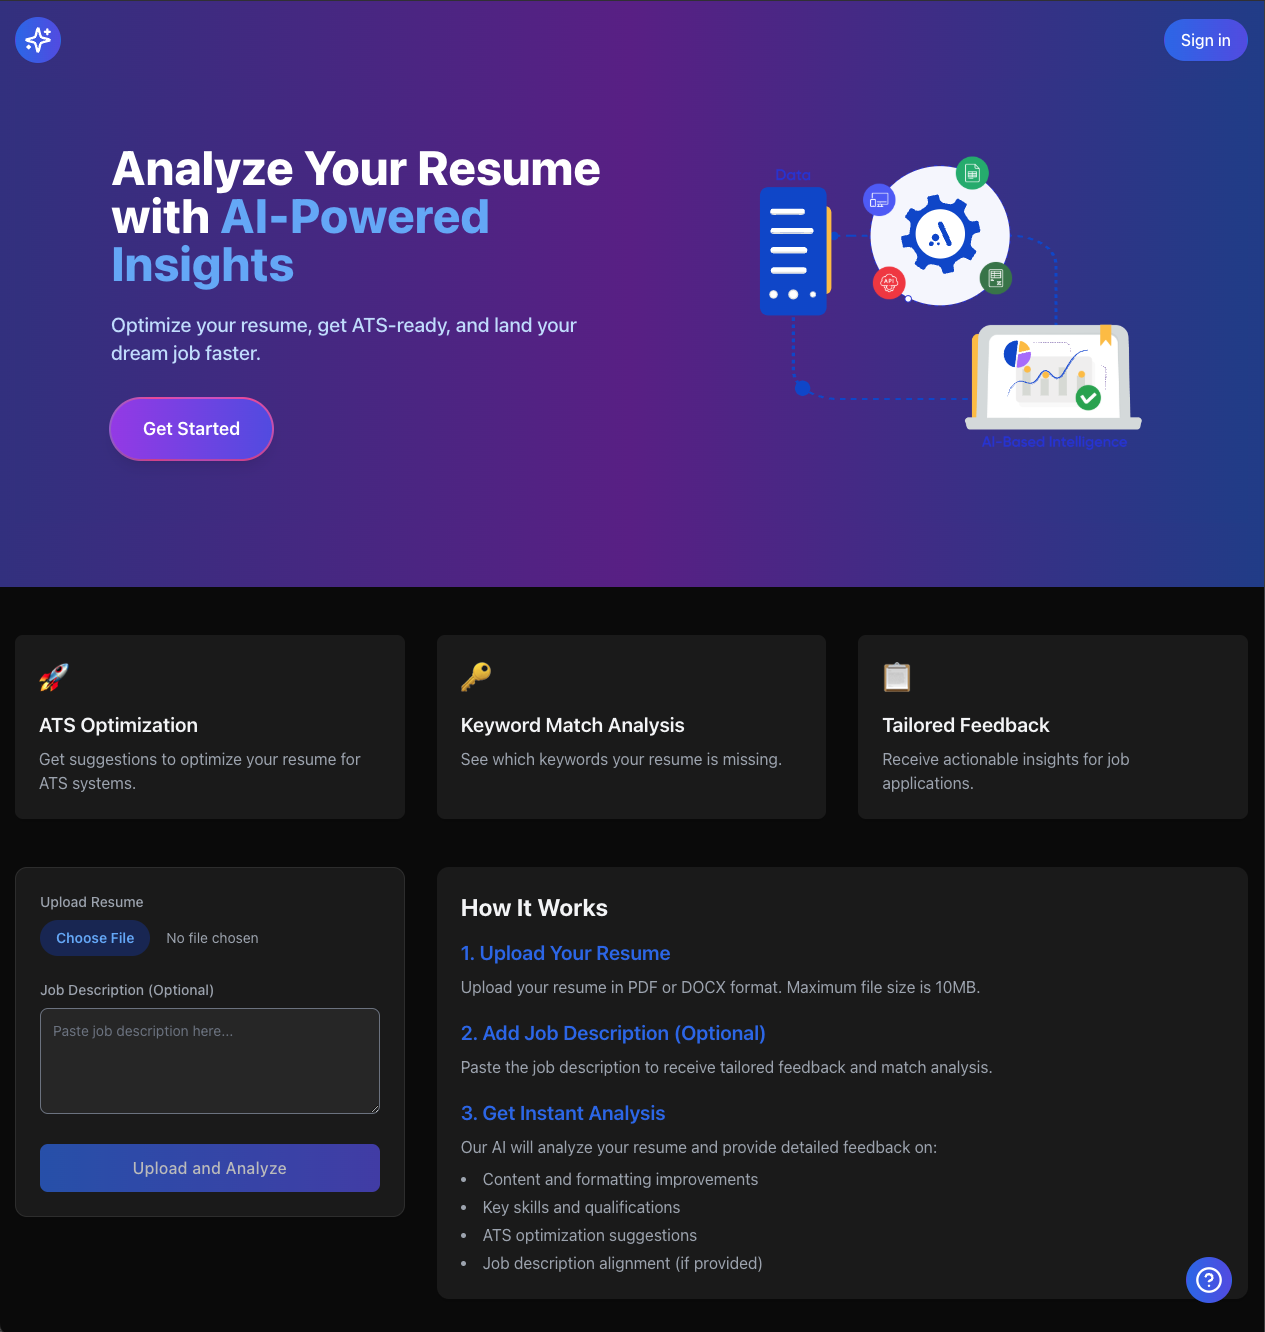 Sign in
Analyze Your Resume
with AI-Powered
Insights
Optimize your resume, get ATS-ready, and land your
dream job faster.
Get Started
Data
API
AI-Based Intelligence
ATS Optimization
Get suggestions to optimize your resume for
ATS systems.
Keyword Match Analysis
See which keywords your resume is missing.
Tailored Feedback
Receive actionable insights for job
applications.
Upload Resume
Choose File No file chosen
Job Description (Optional)
Paste job description here...
Upload and Analyze
How It Works
1. Upload Your Resume
Upload your resume in PDF or DOCX format. Maximum file size is 10MB.
2. Add Job Description (Optional)
Paste the job description to receive tailored feedback and match analysis.
3. Get Instant Analysis
Our AI will analyze your resume and provide detailed feedback on:
• Content and formatting improvements
• Key skills and qualifications
• ATS optimization suggestions
• Job description alignment (if provided)